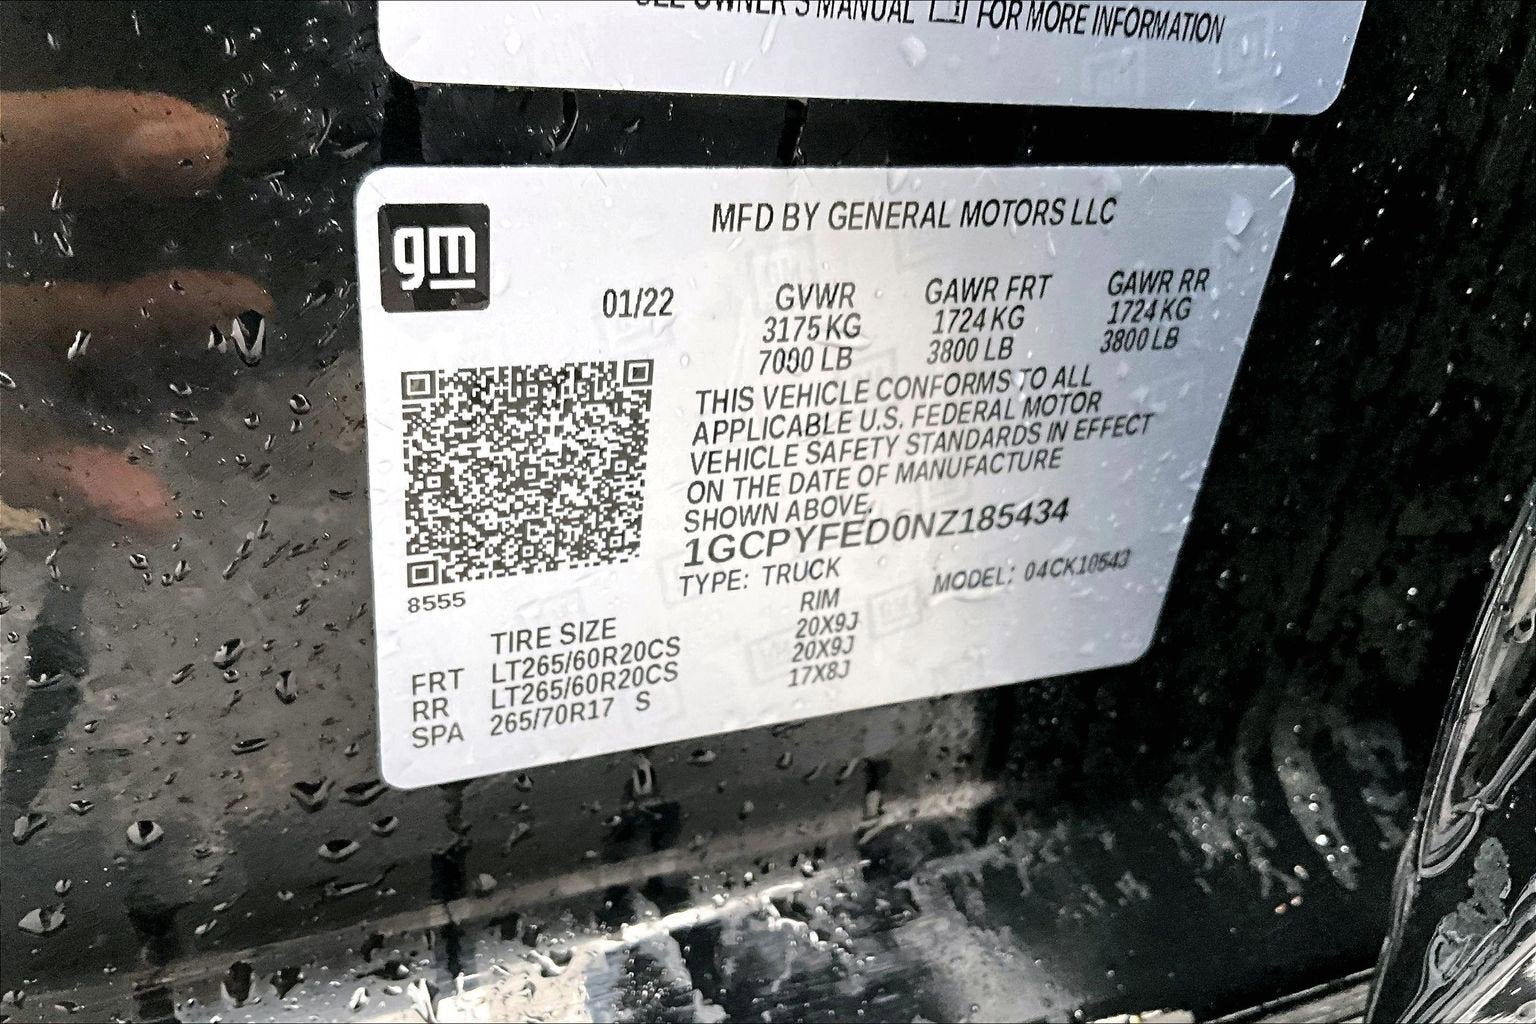 SEE OWNER'S MANUAL FOR MORE INFORMATION
gm
MFD BY GENERAL MOTORS LLC
01/22 GVWR GAWR FRT GAWR RR
3175 KG 1724 KG 1724 KG
7000 LB 3800 LB 3800 LB
THIS VEHICLE CONFORMS TO ALL
APPLICABLE U.S. FEDERAL MOTOR
VEHICLE SAFETY STANDARDS IN EFFECT
ON THE DATE OF MANUFACTURE
SHOWN ABOVE.
1GCPYFED0NZ185434
TYPE: TRUCK MODEL: 04CK10543
8555
TIRE SIZE RIM
FRT LT265/60R20CS 20X9J
RR LT265/60R20CS 20X9J
SPA 265/70R17 S 17X8J